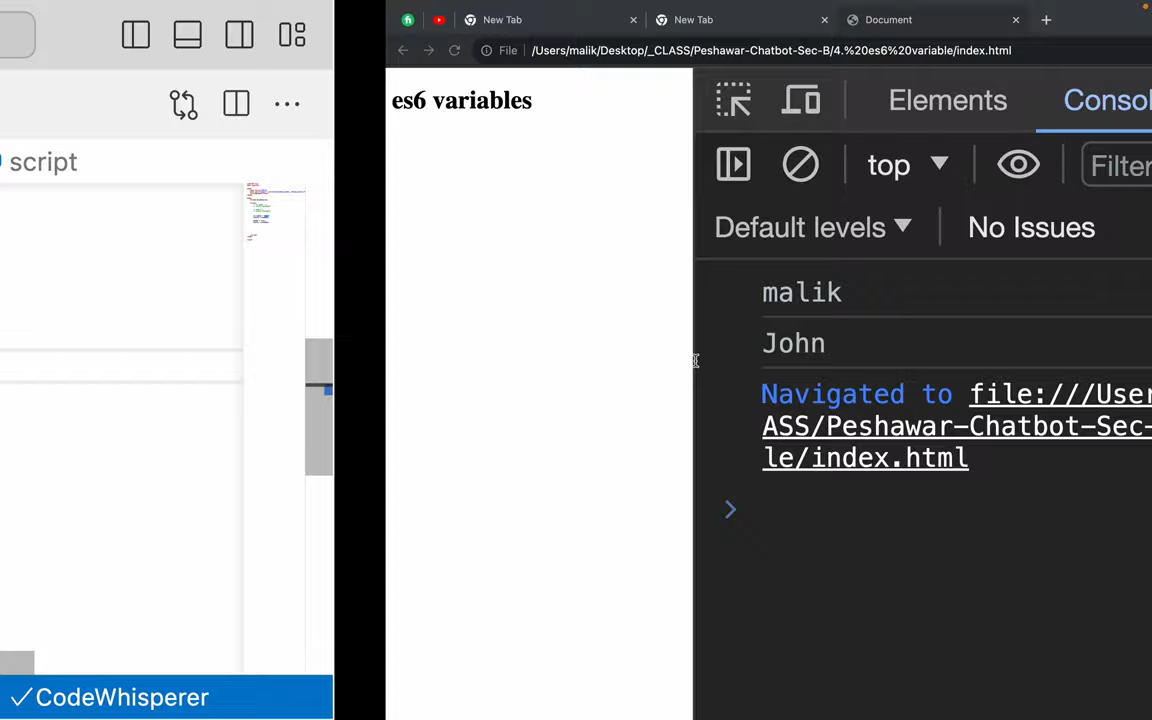 script
CodeWhisperer
New Tab
New Tab
Document
File
/Users/malik/Desktop/_CLASS/Peshawar-Chatbot-Sec-B/4.%20es6%20variable/index.html
es6 variables
Elements
Consol
top
Filter
Default levels
No Issues
malik
John
Navigated to file:///User
ASS/Peshawar-Chatbot-Sec-
le/index.html